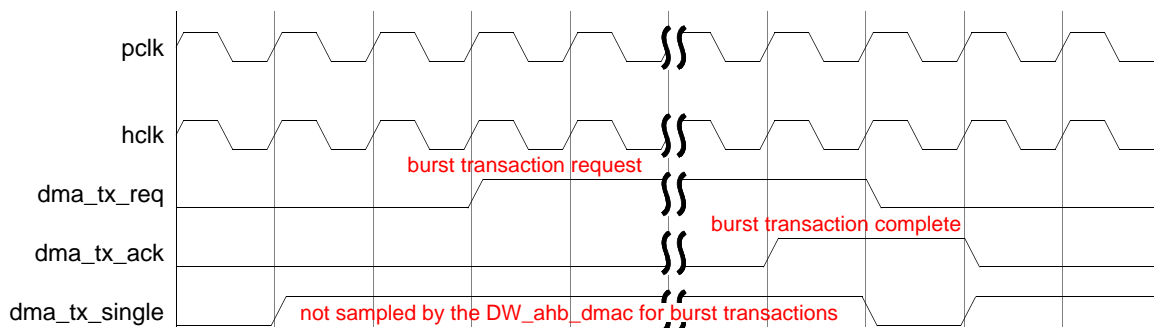 pclk
hclk
burst transaction request
dma_tx_req
burst transaction complete
dma_tx_ack
dma_tx_single
not sampled by the DW_ahb_dmac for burst transactions